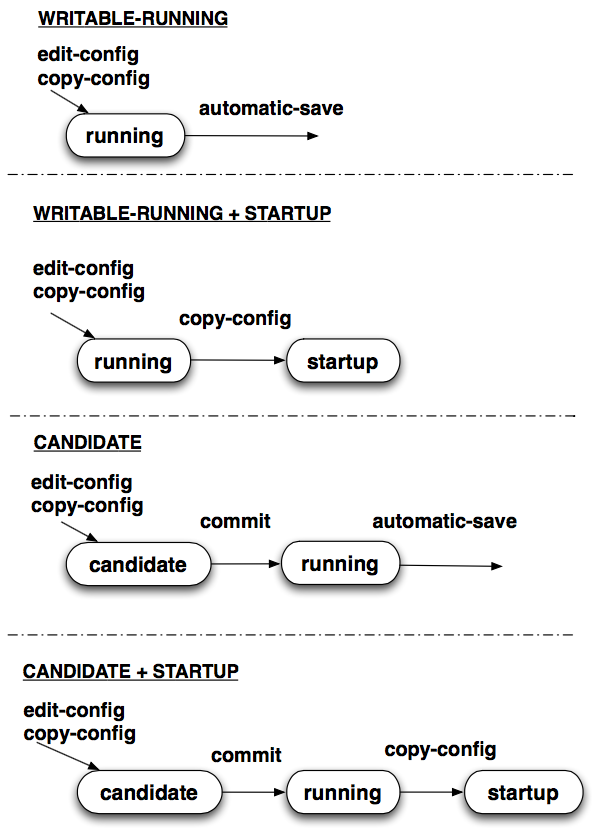 WRITABLE-RUNNING
edit-config
copy-config
automatic-save
running
WRITABLE-RUNNING + STARTUP
edit-config
copy-config
copy-config
running
startup
CANDIDATE
edit-config
copy-config
commit
automatic-save
candidate
running
CANDIDATE + STARTUP
edit-config
copy-config
commit
copy-config
candidate
running
startup